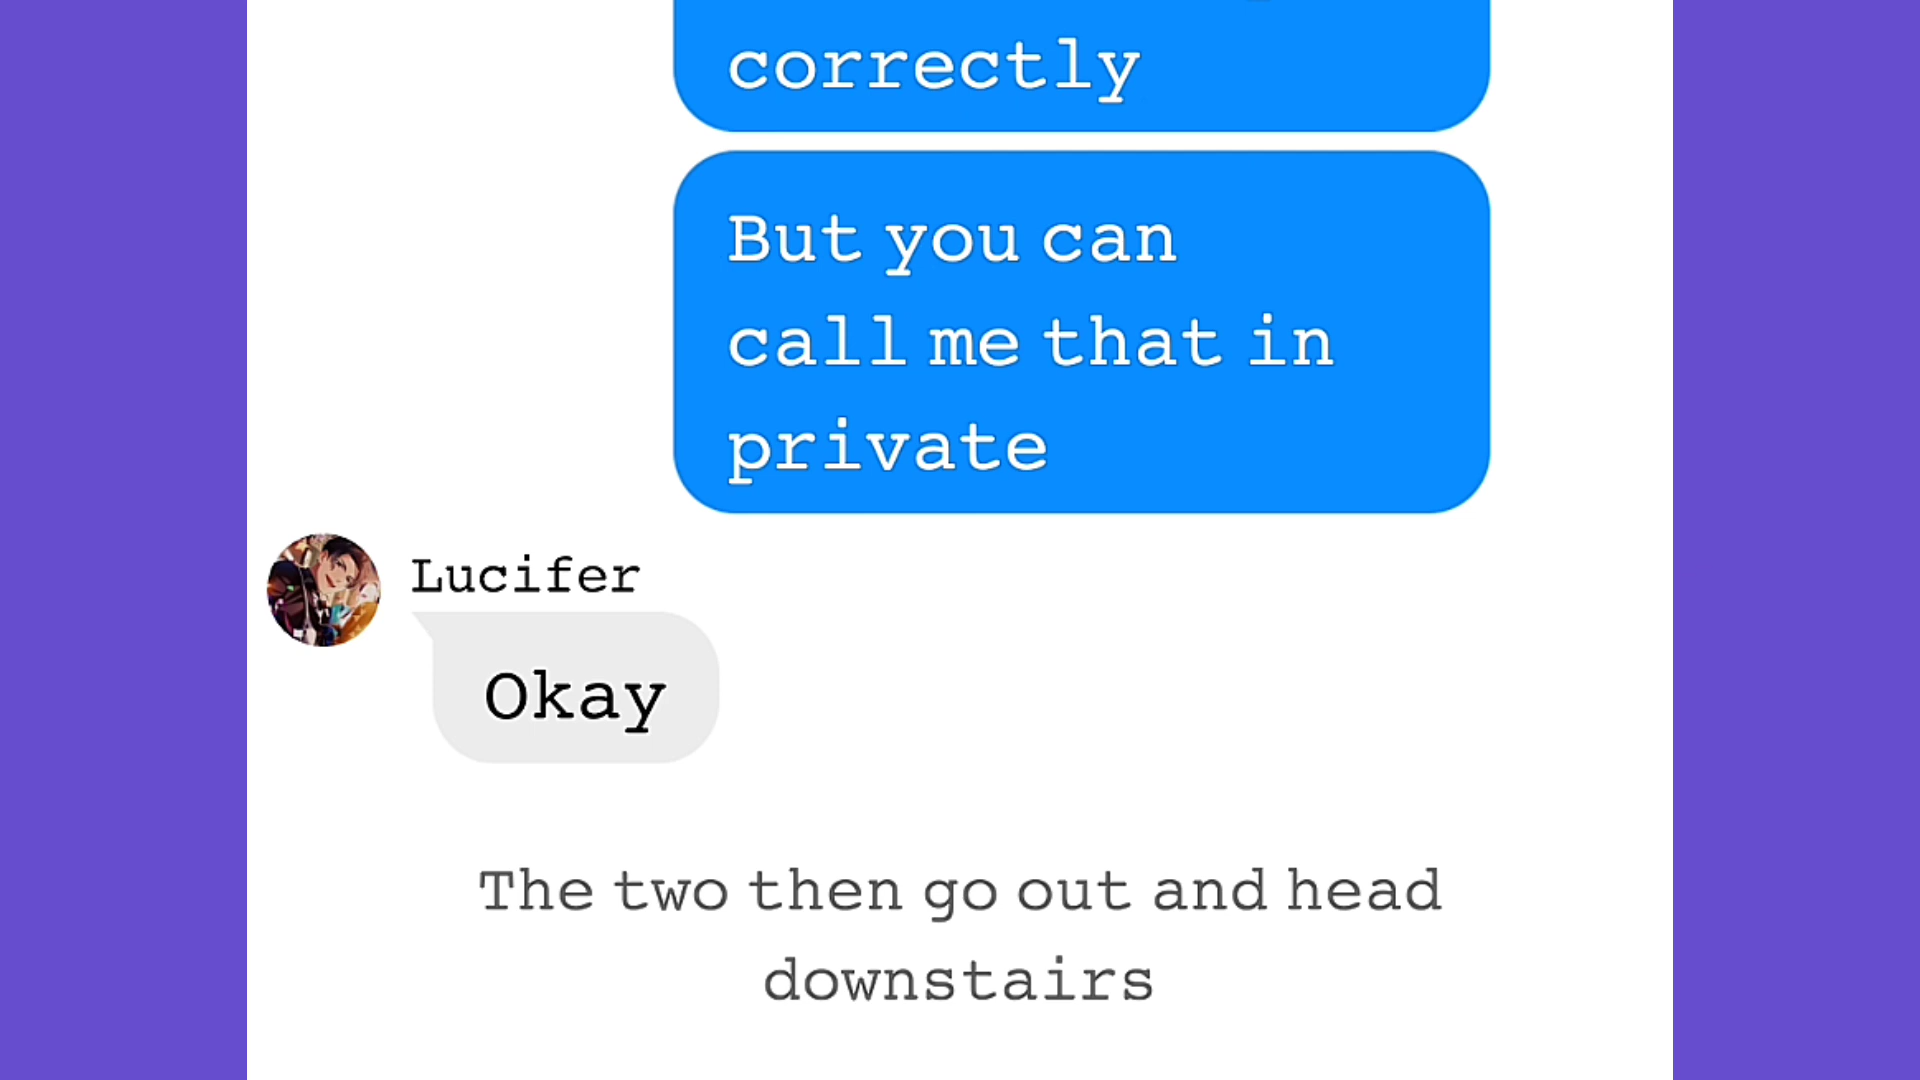 correctly
But you can
call me that in
private
Lucifer
Okay
The two then go out and head
downstairs